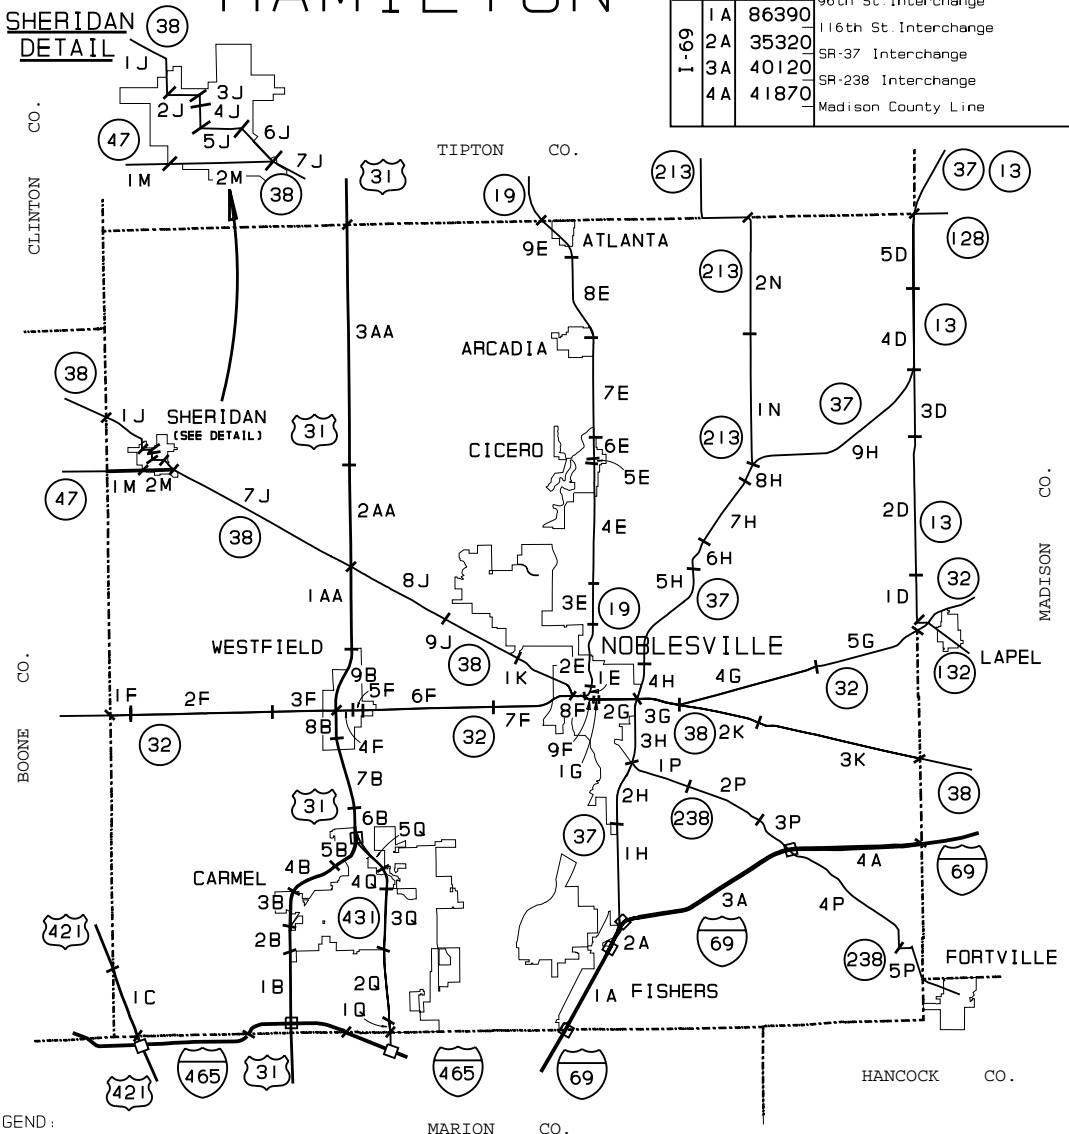 HAMILTON
SHERIDAN
DETAIL
38
1J
2J
3J
4J
5J
6J
7J
47
1M
2M
38
I-69
96th St. Interchange
1A 86390
116th St. Interchange
2A 35320
SR-37 Interchange
3A 40120
SR-238 Interchange
4A 41870
Madison County Line
CLINTON CO.
TIPTON CO.
31
19
213
37
13
9E
ATLANTA
128
213
5D
2N
8E
3AA
4D
13
ARCADIA
38
7E
37
1J
SHERIDAN
(SEE DETAIL)
31
1N
3D
213
CICERO
6E
9H
5E
8H
47
1M
2M
7J
2AA
38
4E
7H
2D
13
MADISON CO.
6H
5H
32
8J
1AA
3E
19
37
1D
9J
WESTFIELD
38
NOBLESVILLE
5G
132
LAPEL
BOONE CO.
1K
2E
1E
4H
4G
32
9B
1F
2F
3F
5F
6F
7F
8F
2G
3G
38
2K
32
8B
4F
32
9F
1G
3H
3K
1P
7B
2P
38
31
2H
238
6B
37
3P
5Q
5B
4B
1H
4A
69
CARMEL
4Q
3B
431
3Q
3A
4P
421
2B
2A
69
238
FORTVILLE
5P
1B
2Q
1C
1Q
1A
FISHERS
421
465
31
465
69
HANCOCK CO.
GEND:
MARION CO.